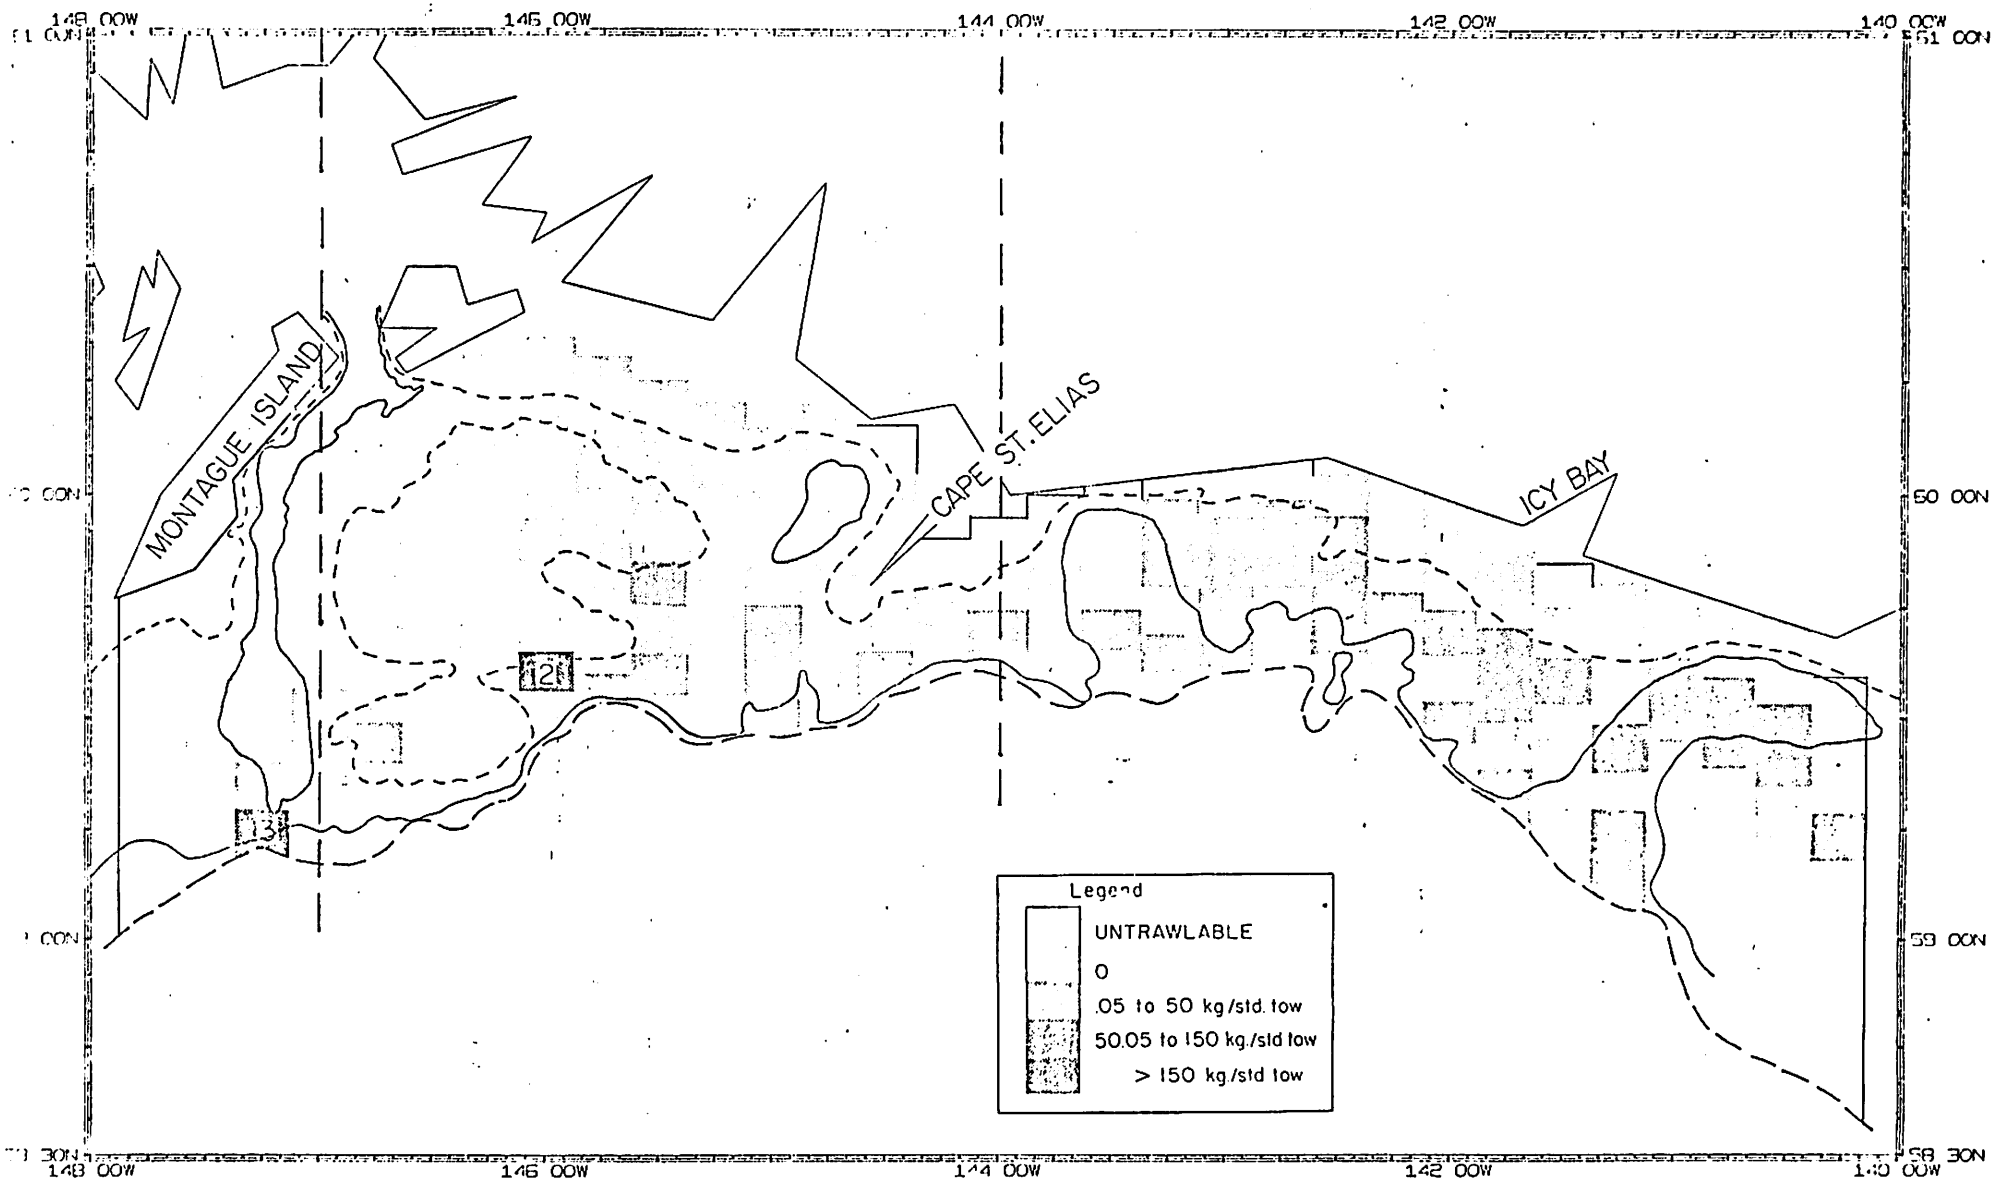 148 00W
146 00W
144 00W
142 00W
140 00W
61 00N
MONTAGUE ISLAND
CAPE ST. ELIAS
ICY BAY
60 00N
12
13
59 00N
Legend
UNTRAWLABLE
0
.05 to 50 kg/std. tow
50.05 to 150 kg./std tow
> 150 kg./std tow
58 30N
148 00W
146 00W
144 00W
142 00W
140 00W